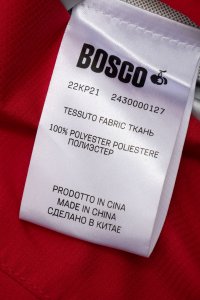 BOSCO
22KP21 2430000127
TESSUTO FABRIC ТКАНЬ
100% POLYESTER POLIESTERE
ПОЛИЭСТЕР
PRODOTTO IN CINA
MADE IN CHINA
СДЕЛАНО В КИТАЕ